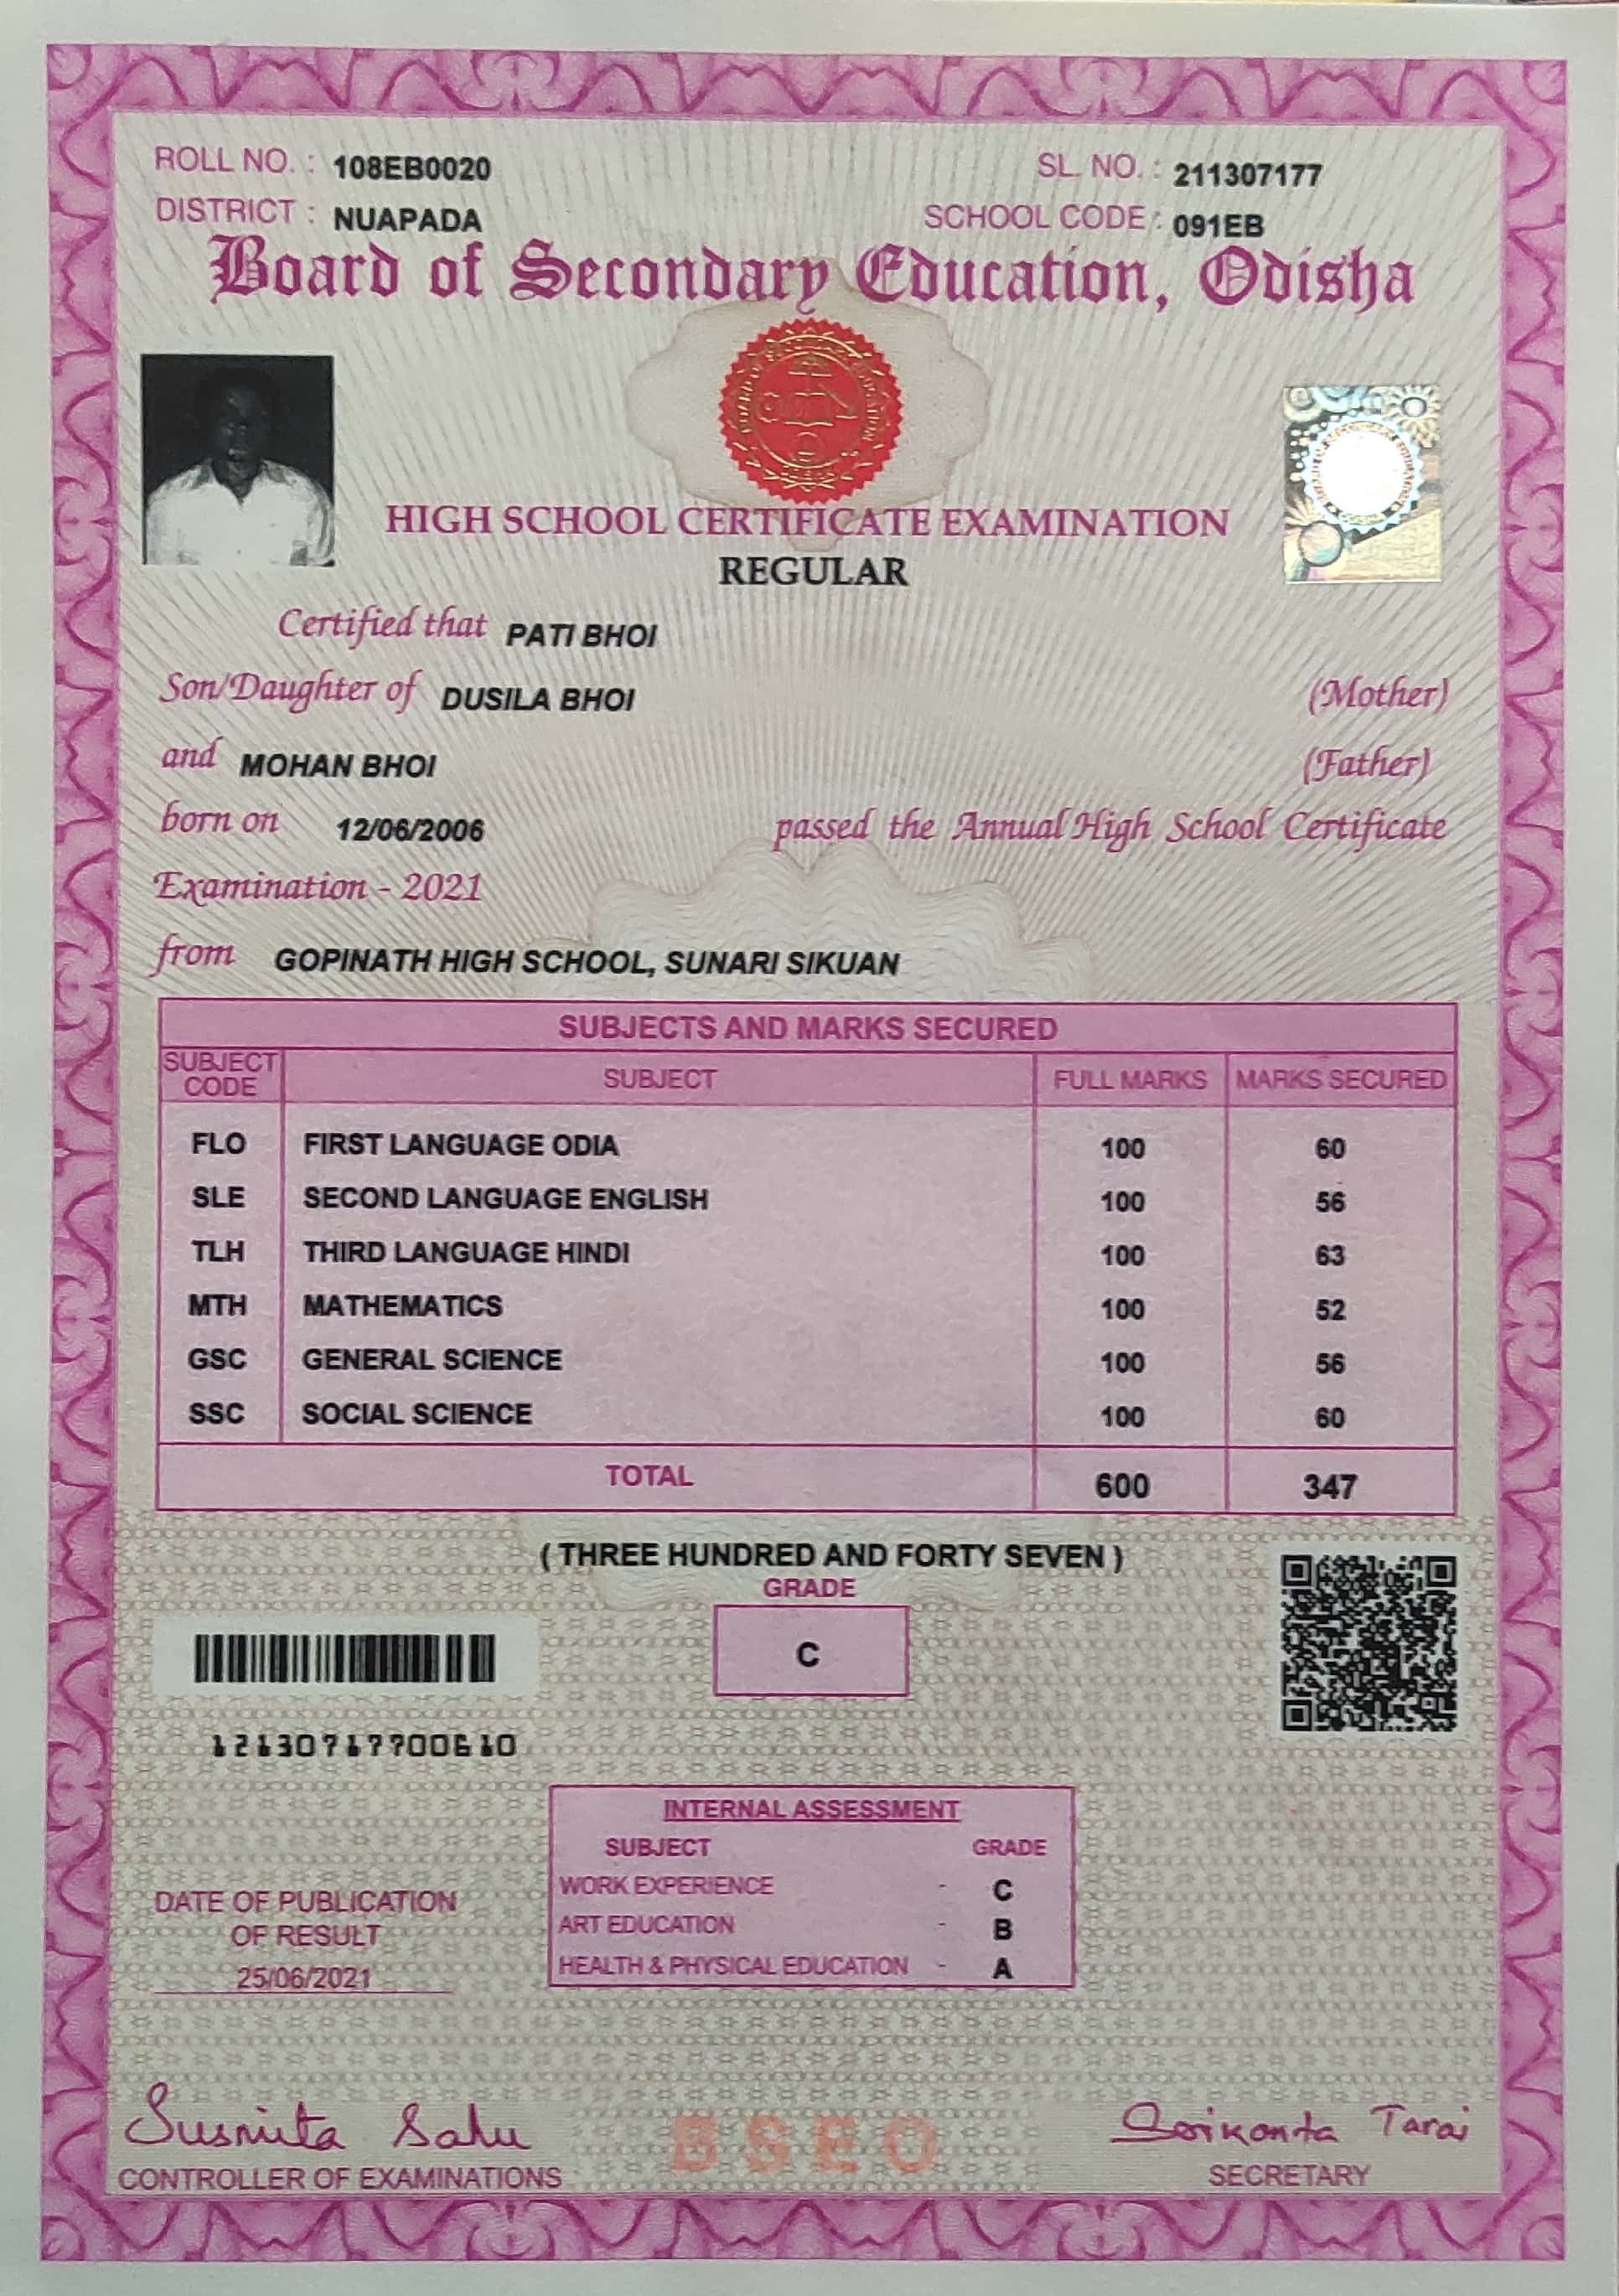 ROLL NO. : 108EB0020
SL. NO. : 211307177
DISTRICT : NUAPADA
SCHOOL CODE : 091EB
Board of Secondary Education, Odisha
HIGH SCHOOL CERTIFICATE EXAMINATION
REGULAR
Certified that PATI BHOI
Son/Daughter of DUSILA BHOI (Mother)
and MOHAN BHOI (Father)
born on 12/06/2006 passed the Annual High School Certificate
Examination - 2021
from GOPINATH HIGH SCHOOL, SUNARI SIKUAN
SUBJECTS AND MARKS SECURED
SUBJECT CODE SUBJECT FULL MARKS MARKS SECURED
FLO FIRST LANGUAGE ODIA 100 60
SLE SECOND LANGUAGE ENGLISH 100 56
TLH THIRD LANGUAGE HINDI 100 63
MTH MATHEMATICS 100 52
GSC GENERAL SCIENCE 100 56
SSC SOCIAL SCIENCE 100 60
TOTAL 600 347
( THREE HUNDRED AND FORTY SEVEN )
GRADE
C
12130717700610
INTERNAL ASSESSMENT
SUBJECT GRADE
WORK EXPERIENCE - C
ART EDUCATION - B
HEALTH & PHYSICAL EDUCATION - A
DATE OF PUBLICATION
OF RESULT
25/06/2021
Susmita Sahu
CONTROLLER OF EXAMINATIONS
BSEO
Srikanta Tarai
SECRETARY